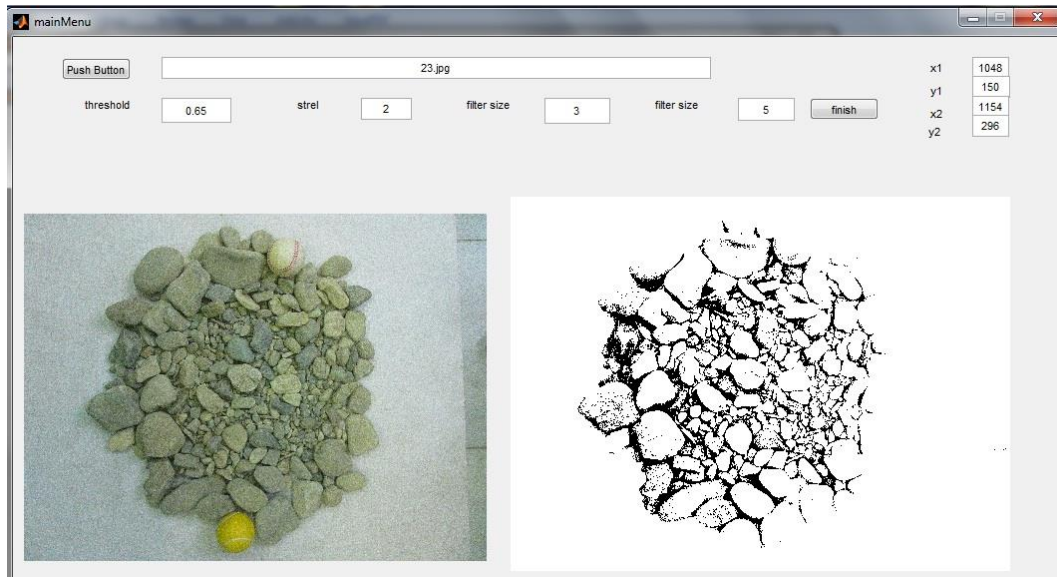 mainMenu
Push Button 23.jpg x1 1048
y1 150
threshold 0.65 strel 2 filter size 3 filter size 5 finish x2 1154
y2 296